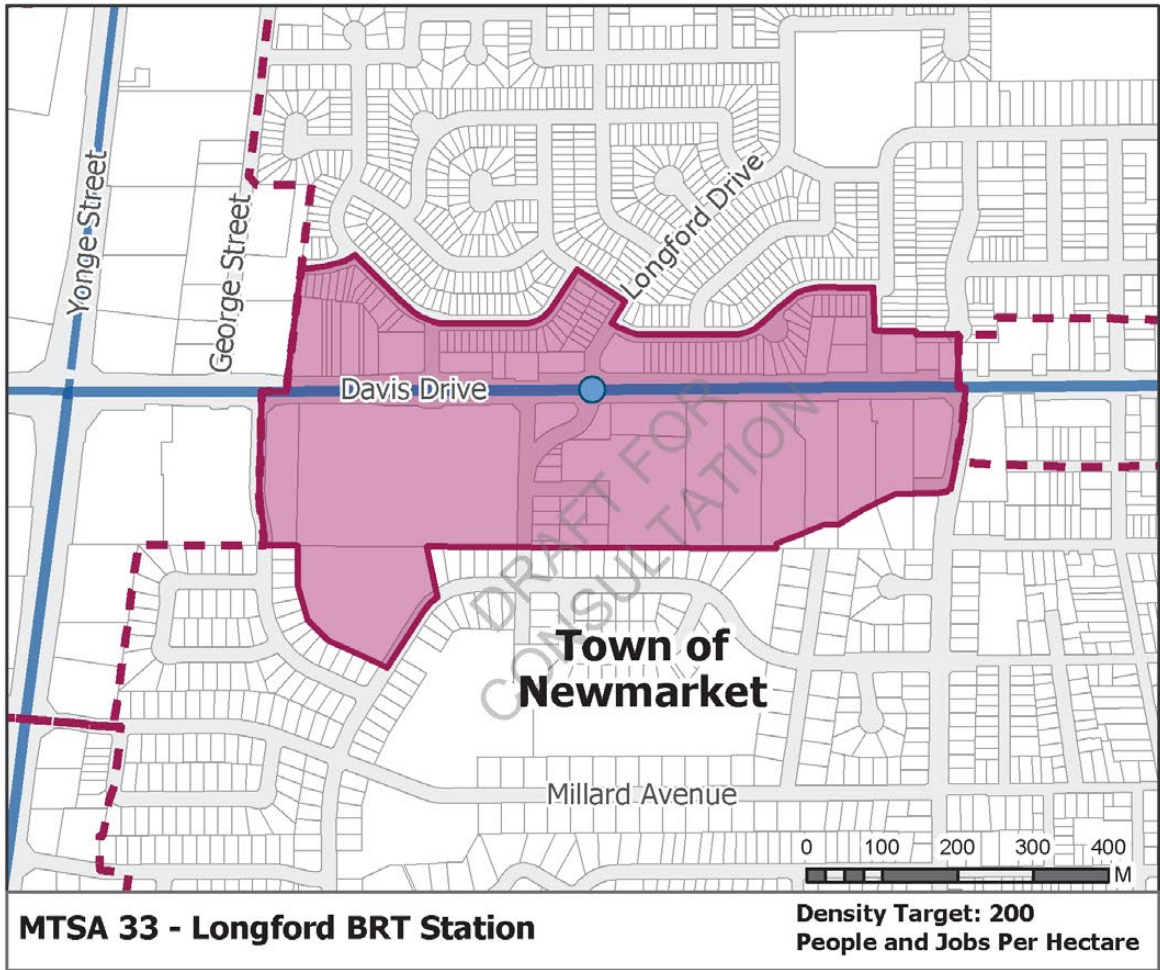 Yonge Street
George Street
Longford Drive
Davis Drive
DRAFT FOR
CONSULTATION
Town of
Newmarket
Millard Avenue
0 100 200 300 400
M
MTSA 33 - Longford BRT Station
Density Target: 200
People and Jobs Per Hectare